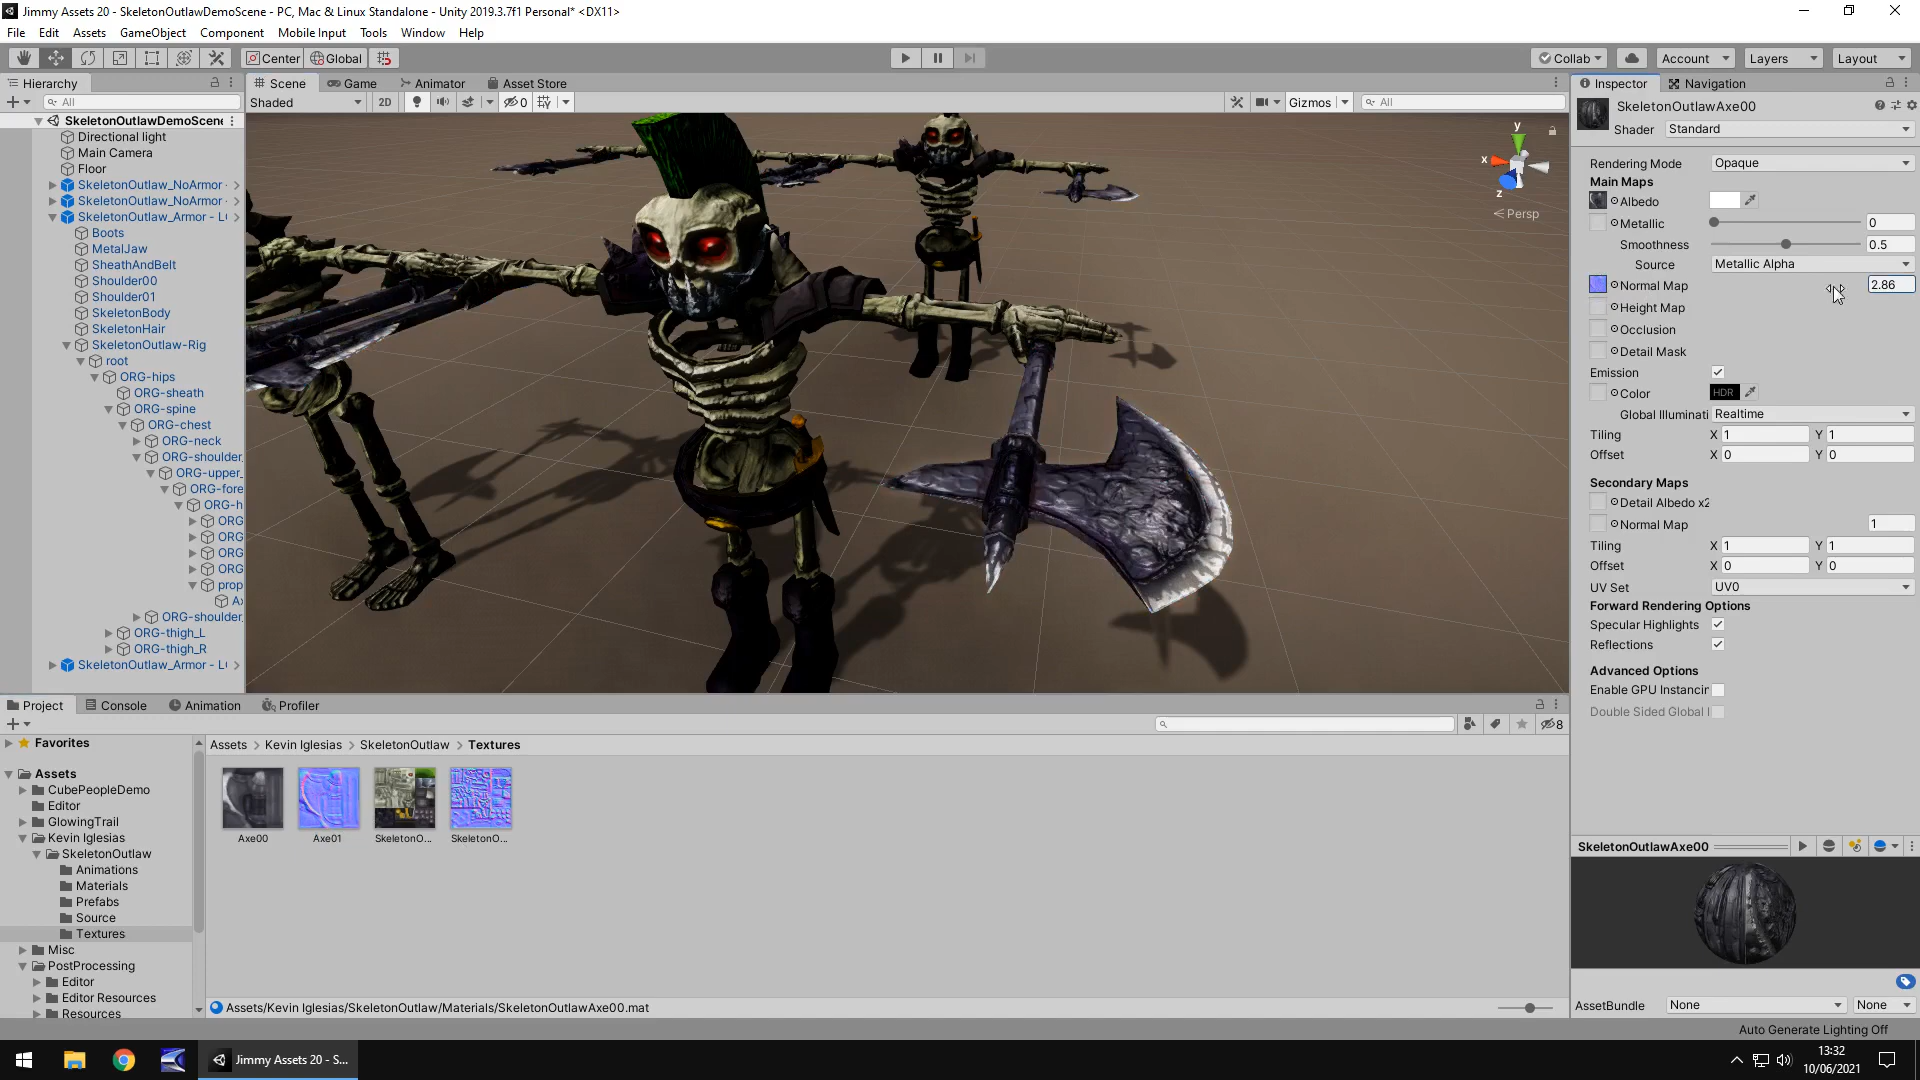 Jimmy Assets 20 - SkeletonOutlawDemoScene - PC, Mac & Linux Standalone - Unity 2019.3.7f1 Personal* <DX11>
File Edit Assets GameObject Component Mobile Input Tools Window Help
Center Global Collab Account Layers Layout
Hierarchy
All
SkeletonOutlawDemoScene
Directional light
Main Camera
Floor
SkeletonOutlaw_NoArmor -
SkeletonOutlaw_NoArmor -
SkeletonOutlaw_Armor - L
Boots
MetalJaw
SheathAndBelt
Shoulder00
Shoulder01
SkeletonBody
SkeletonHair
SkeletonOutlaw-Rig
root
ORG-hips
ORG-sheath
ORG-spine
ORG-chest
ORG-neck
ORG-shoulder
ORG-upper_
ORG-fore
ORG-h
ORG
ORG
ORG
ORG
prop
A
ORG-shoulder
ORG-thigh_L
ORG-thigh_R
SkeletonOutlaw_Armor - L
Scene Game Animator Asset Store
Shaded 2D 0 Gizmos All
y
x
z
Persp
Inspector Navigation
SkeletonOutlawAxe00
Shader Standard
Rendering Mode Opaque
Main Maps
Albedo
Metallic 0
Smoothness 0.5
Source Metallic Alpha
Normal Map 2.86
Height Map
Occlusion
Detail Mask
Emission
Color HDR
Global Illuminati Realtime
Tiling X 1 Y 1
Offset X 0 Y 0
Secondary Maps
Detail Albedo x2
Normal Map 1
Tiling X 1 Y 1
Offset X 0 Y 0
UV Set UV0
Forward Rendering Options
Specular Highlights
Reflections
Advanced Options
Enable GPU Instancin
Double Sided Global I
SkeletonOutlawAxe00
AssetBundle None None
Auto Generate Lighting Off
Project Console Animation Profiler
8
Favorites
Assets
CubePeopleDemo
Editor
GlowingTrail
Kevin Iglesias
SkeletonOutlaw
Animations
Materials
Prefabs
Source
Textures
Misc
PostProcessing
Editor
Editor Resources
Resources
Assets > Kevin Iglesias > SkeletonOutlaw > Textures
Axe00 Axe01 SkeletonO... SkeletonO...
Assets/Kevin Iglesias/SkeletonOutlaw/Materials/SkeletonOutlawAxe00.mat
Jimmy Assets 20 - S...
13:32
10/06/2021